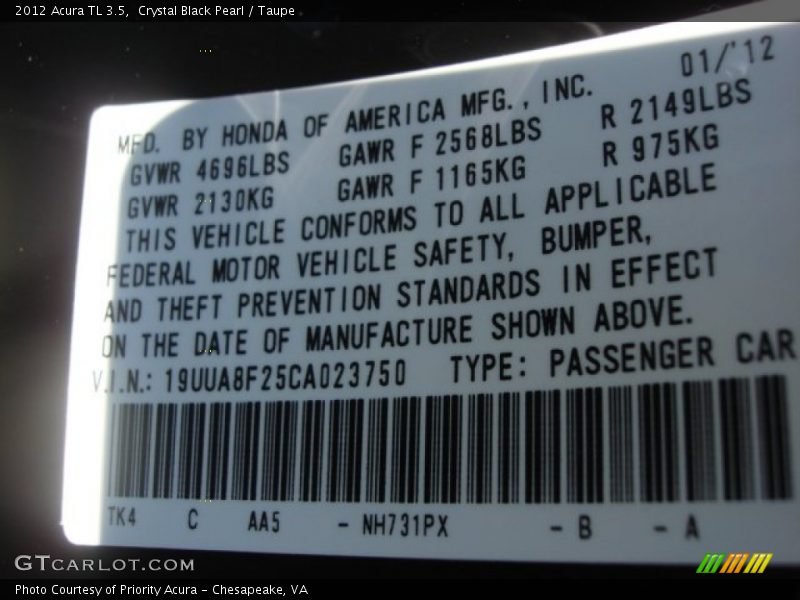 2012 Acura TL 3.5,  Crystal Black Pearl / Taupe
01/'12
MFD. BY HONDA OF AMERICA MFG., INC.
GVWR 4696LBS GAWR F 2568LBS R 2149LBS
GVWR 2130KG GAWR F 1165KG R 975KG
THIS VEHICLE CONFORMS TO ALL APPLICABLE
FEDERAL MOTOR VEHICLE SAFETY, BUMPER,
AND THEFT PREVENTION STANDARDS IN EFFECT
ON THE DATE OF MANUFACTURE SHOWN ABOVE.
V.I.N.: 19UUA8F25CA023750 TYPE: PASSENGER CAR
TK4 C AA5 - NH731PX - B - A
GTCARLOT.COM
Photo Courtesy of Priority Acura - Chesapeake, VA